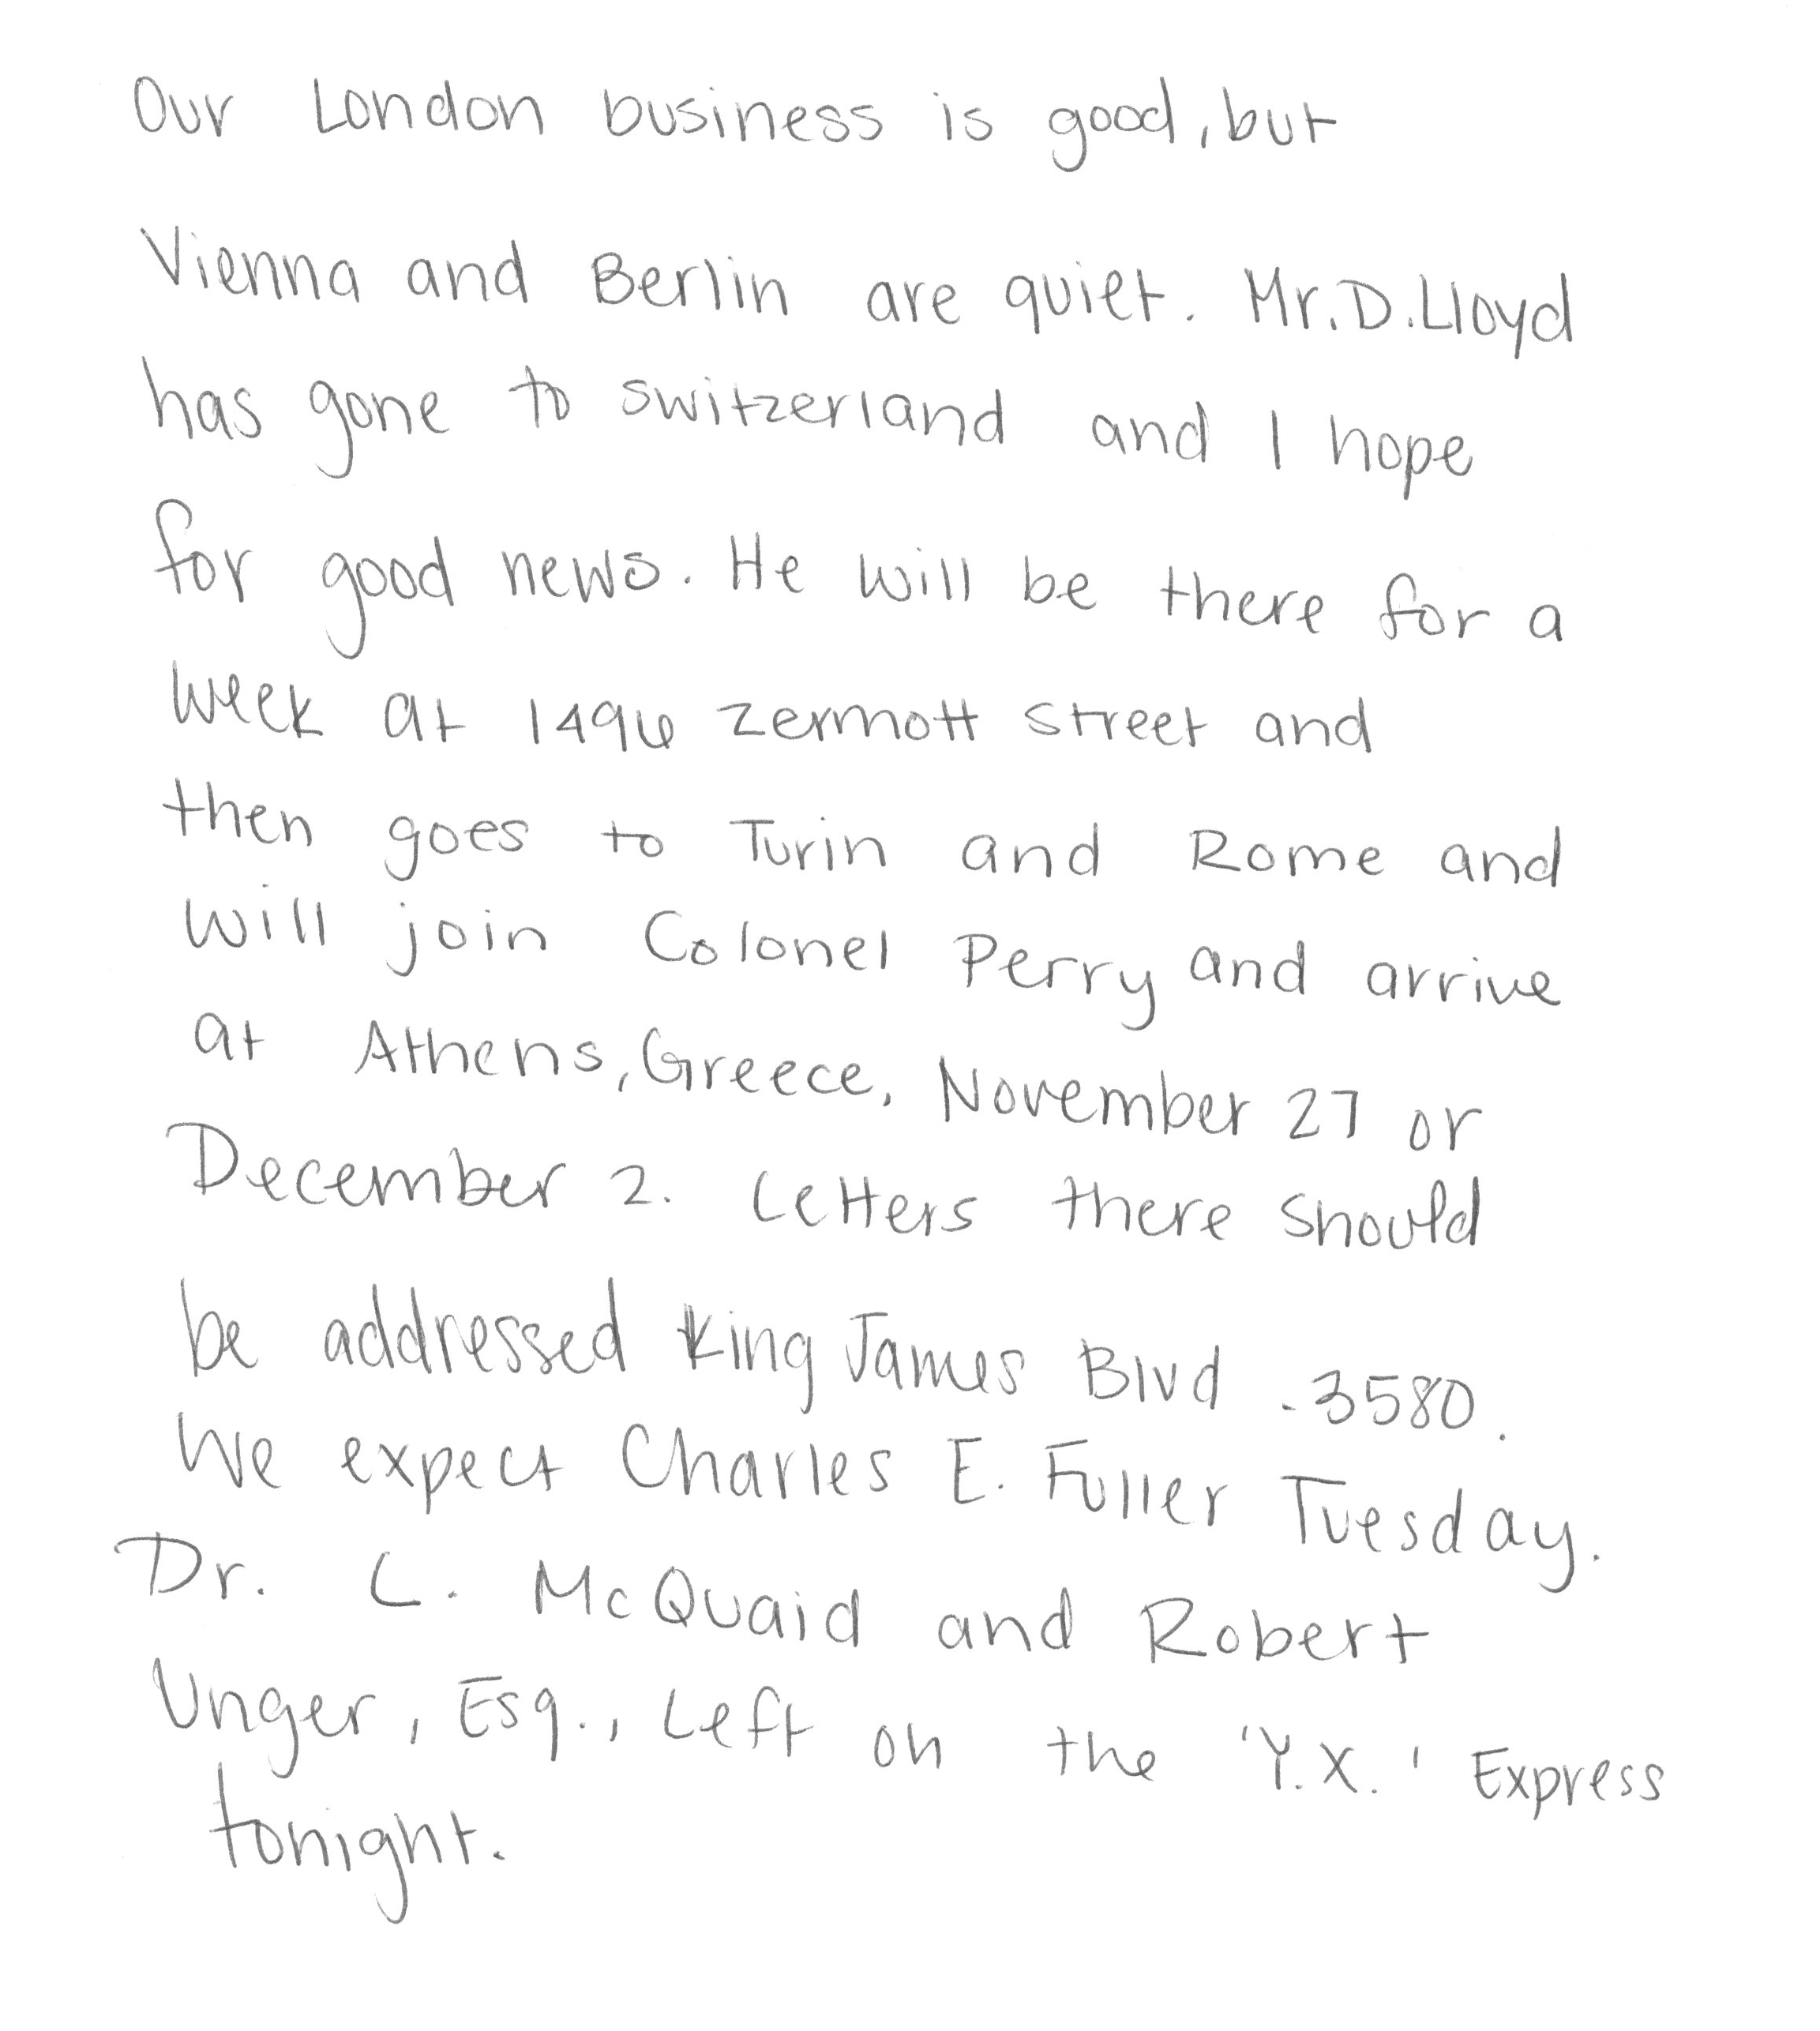 Our London business is good, but
Vienna and Berlin are quiet. Mr. D. Lloyd
has gone to switzerland and I hope
for good news. He will be there for a
week at 1496 zermott street and
then goes to Turin and Rome and
will join Colonel Perry and arrive
at Athens, Greece, November 27 or
December 2. Letters there should
be addressed King James Blvd. 3580.
We expect Charles E. Fuller Tuesday.
Dr. L. McQuaid and Robert
Unger, Esq., Left on the 'Y.X.' Express
tonight.